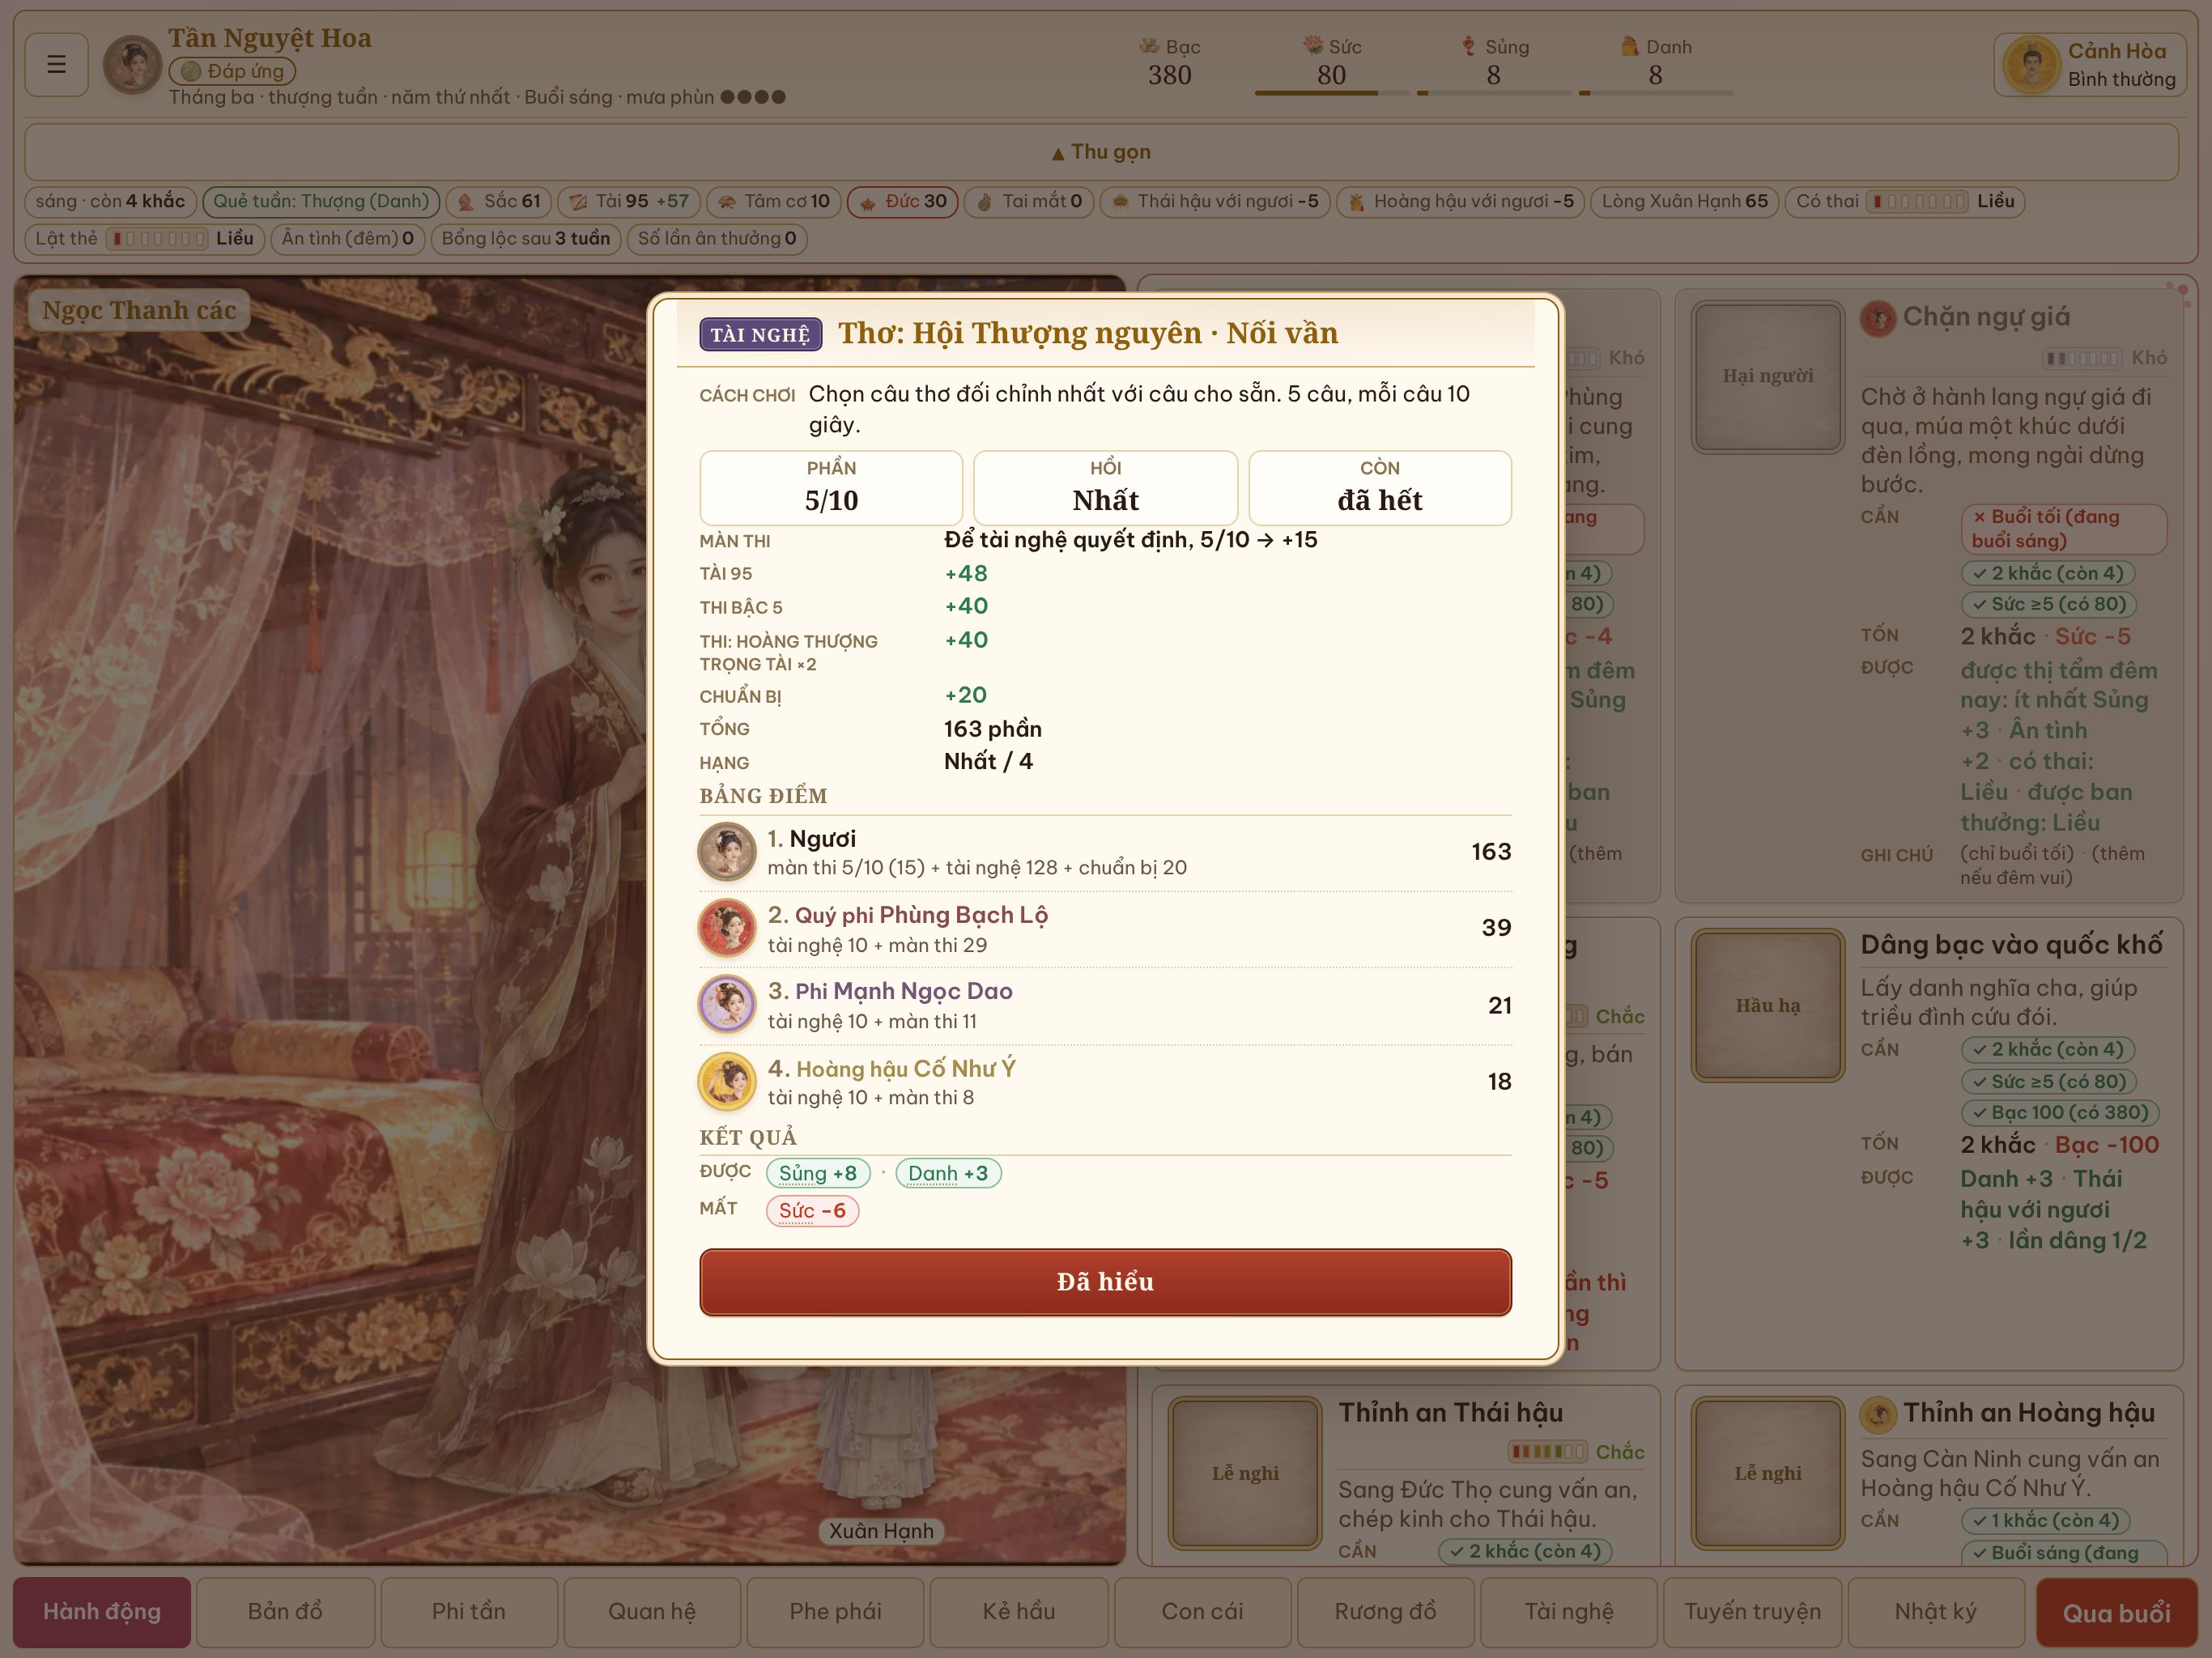 ☰
Tần Nguyệt Hoa
Đáp ứng
Tháng ba · thượng tuần · năm thứ nhất · Buổi sáng · mưa phùn ●●●●
Bạc
380
Sức
80
Sủng
8
Danh
8
Cảnh Hòa
Bình thường
▲ Thu gọn
sáng · còn 4 khắc
Quẻ tuần: Thượng (Danh)
Sắc 61
Tài 95 +57
Tâm cơ 10
Đức 30
Tai mắt 0
Thái hậu với ngươi −5
Hoàng hậu với ngươi −5
Lòng Xuân Hạnh 65
Có thai Liều
Lật thẻ Liều
Ân tình (đêm) 0
Bổng lộc sau 3 tuần
Số lần ân thưởng 0
Ngọc Thanh các
Xuân Hạnh
TÀI NGHỆ Thơ: Hội Thượng nguyên · Nối vần
CÁCH CHƠI Chọn câu thơ đối chỉnh nhất với câu cho sẵn. 5 câu, mỗi câu 10
giây.
PHẦN
5/10
HỒI
Nhất
CÒN
đã hết
MÀN THI Để tài nghệ quyết định, 5/10 → +15
TÀI 95 +48
THI BẬC 5 +40
THI: HOÀNG THƯỢNG +40
TRỌNG TÀI ×2
CHUẨN BỊ +20
TỔNG 163 phần
HẠNG Nhất / 4
BẢNG ĐIỂM
1. Ngươi
màn thi 5/10 (15) + tài nghệ 128 + chuẩn bị 20
163
2. Quý phi Phùng Bạch Lộ
tài nghệ 10 + màn thi 29
39
3. Phi Mạnh Ngọc Dao
tài nghệ 10 + màn thi 11
21
4. Hoàng hậu Cố Như Ý
tài nghệ 10 + màn thi 8
18
KẾT QUẢ
ĐƯỢC Sủng +8 · Danh +3
MẤT Sức −6
Đã hiểu
Khó
cung
80)
−4
đêm
Sủng
(thêm
Hại người
Chặn ngự giá
Khó
Chờ ở hành lang ngự giá đi
qua, múa một khúc dưới
đèn lồng, mong ngài dừng
bước.
CẦN × Buổi tối (đang
buổi sáng)
✓ 2 khắc (còn 4)
✓ Sức ≥5 (có 80)
TỐN 2 khắc · Sức −5
ĐƯỢC được thị tẩm đêm
nay: ít nhất Sủng
+3 · Ân tình
+2 · có thai:
Liều · được ban
thưởng: Liều
GHI CHÚ (chỉ buổi tối) · (thêm
nếu đêm vui)
Chắc
bán
80)
−5
thì
Hầu hạ
Dâng bạc vào quốc khố
Lấy danh nghĩa cha, giúp
triều đình cứu đói.
CẦN ✓ 2 khắc (còn 4)
✓ Sức ≥5 (có 80)
✓ Bạc 100 (có 380)
TỐN 2 khắc · Bạc −100
ĐƯỢC Danh +3 · Thái
hậu với ngươi
+3 · lần dâng 1/2
Lễ nghi
Thỉnh an Thái hậu
Chắc
Sang Đức Thọ cung vấn an,
chép kinh cho Thái hậu.
CẦN ✓ 2 khắc (còn 4)
Lễ nghi
Thỉnh an Hoàng hậu
Sang Càn Ninh cung vấn an
Hoàng hậu Cố Như Ý.
CẦN ✓ 1 khắc (còn 4)
✓ Buổi sáng (đang
Hành động
Bản đồ
Phi tần
Quan hệ
Phe phái
Kẻ hầu
Con cái
Rương đồ
Tài nghệ
Tuyến truyện
Nhật ký
Qua buổi